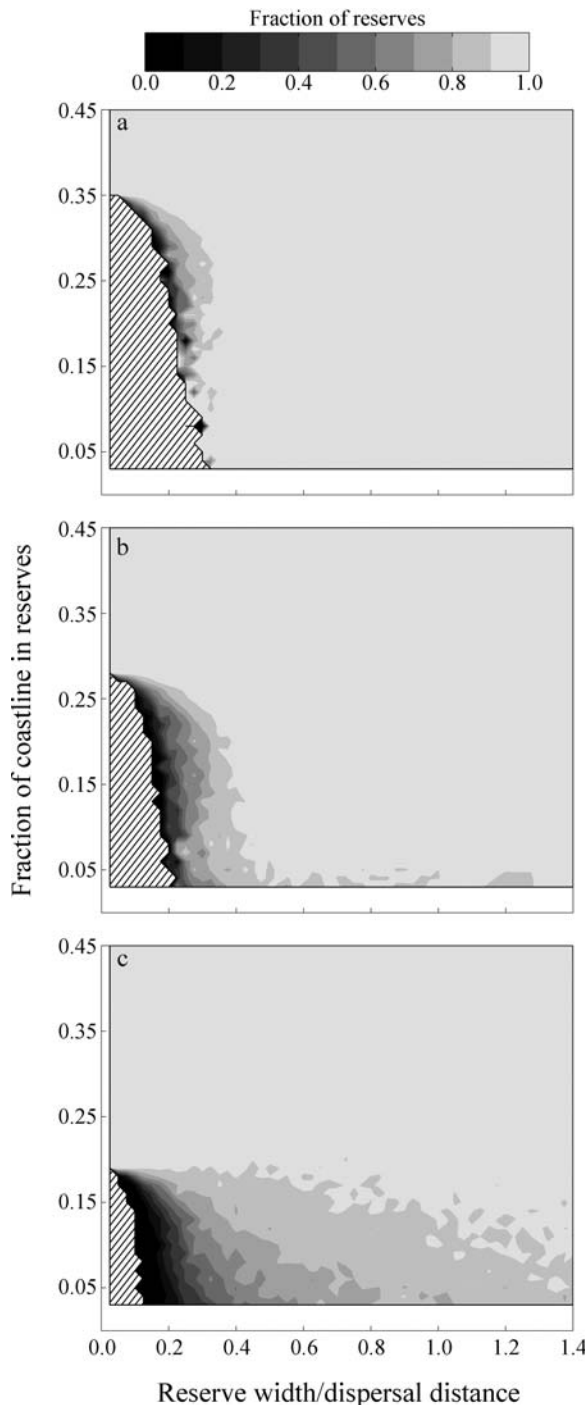 Fraction of reserves
0.0 0.2 0.4 0.6 0.8 1.0
0.45
a
0.35
0.25
0.15
0.05
0.45
b
0.35
0.25
0.15
0.05
Fraction of coastline in reserves
0.45
c
0.35
0.25
0.15
0.05
0.0 0.2 0.4 0.6 0.8 1.0 1.2 1.4
Reserve width/dispersal distance